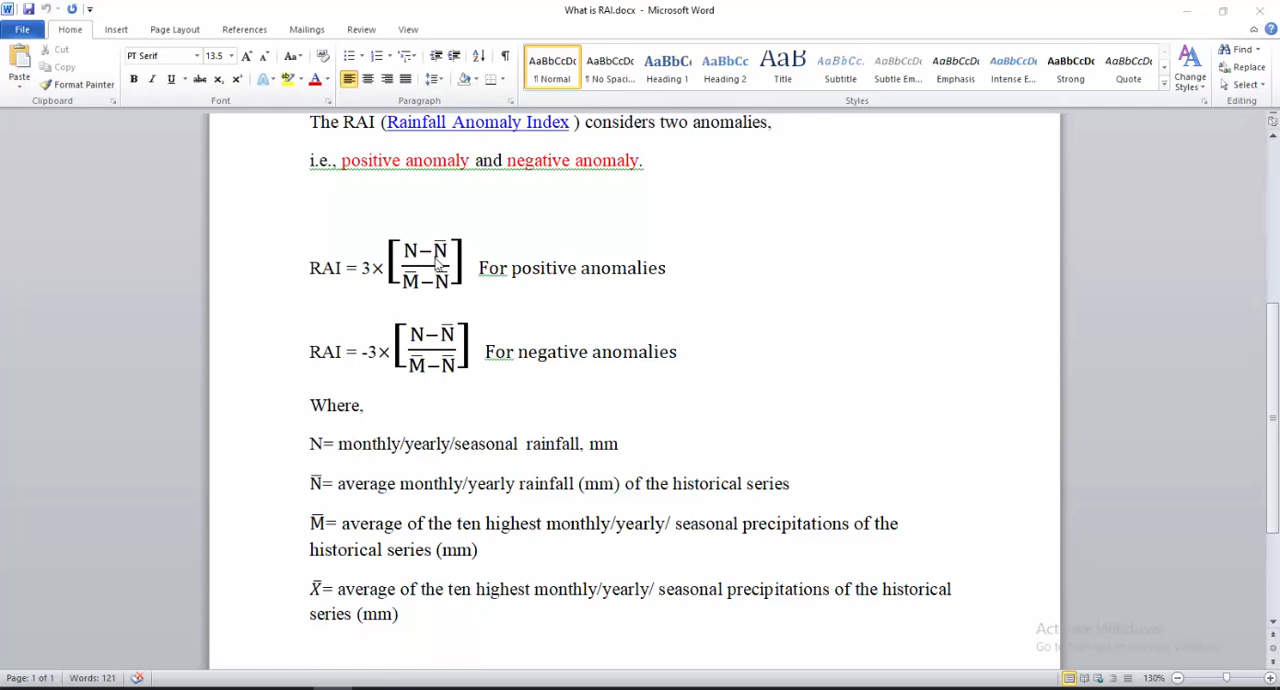 What is RAI.docx - Microsoft Word
File Home Insert Page Layout References Mailings Review View
Cut
Copy
Format Painter
Paste
Clipboard
PT Serif 13.5
Font
Paragraph
AaBbCcDc AaBbCcDc AaBbC AaBbCc AaB AaBbCc. AaBbCcDc AaBbCcDc AaBbCcDc AaBbCcDc AaBbCcDc
¶ Normal ¶ No Spaci... Heading 1 Heading 2 Title Subtitle Subtle Em... Emphasis Intense E... Strong Quote
Styles
Change Styles
Find
Replace
Select
Editing
The RAI (Rainfall Anomaly Index ) considers two anomalies,
i.e., positive anomaly and negative anomaly.
RAI = 3× [ (N−N̅) / (M̅−N̅) ] For positive anomalies
RAI = -3× [ (N−N̅) / (M̅−N̅) ] For negative anomalies
Where,
N= monthly/yearly/seasonal rainfall, mm
N̅= average monthly/yearly rainfall (mm) of the historical series
M̅= average of the ten highest monthly/yearly/ seasonal precipitations of the
historical series (mm)
X̅= average of the ten highest monthly/yearly/ seasonal precipitations of the historical
series (mm)
Page: 1 of 1 Words: 121 130%